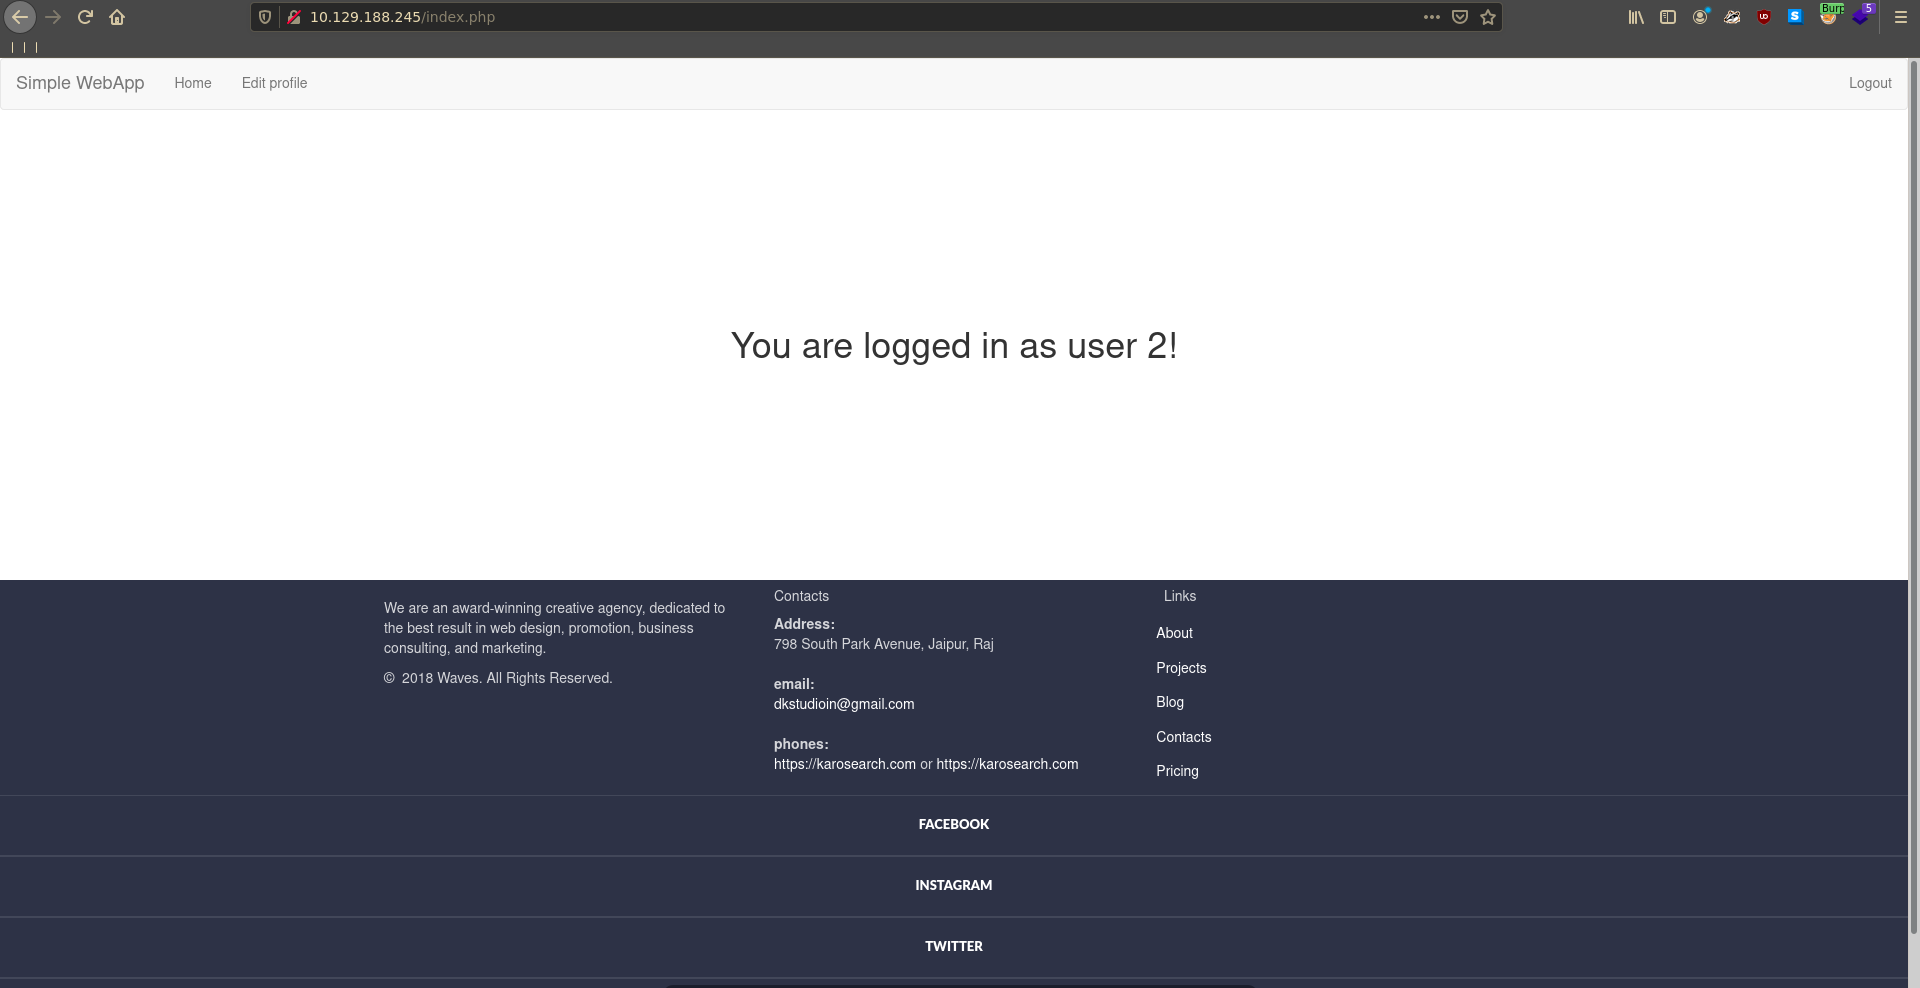 10.129.188.245/index.php
Burp
5
Simple WebApp Home Edit profile Logout
You are logged in as user 2!
We are an award-winning creative agency, dedicated to
the best result in web design, promotion, business
consulting, and marketing.
© 2018 Waves. All Rights Reserved.
Contacts
Address:
798 South Park Avenue, Jaipur, Raj
email:
dkstudioin@gmail.com
phones:
https://karosearch.com or https://karosearch.com
Links
About
Projects
Blog
Contacts
Pricing
FACEBOOK
INSTAGRAM
TWITTER